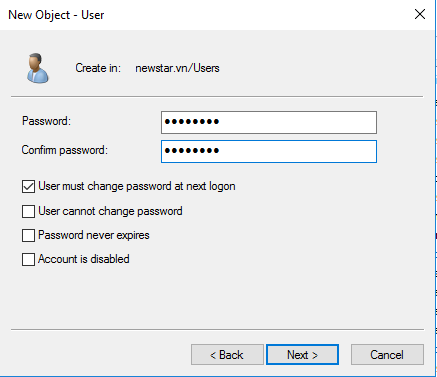 New Object - User
Create in: newstar.vn/Users
Password: ●●●●●●●●
Confirm password: ●●●●●●●●
User must change password at next logon
User cannot change password
Password never expires
Account is disabled
< Back Next > Cancel